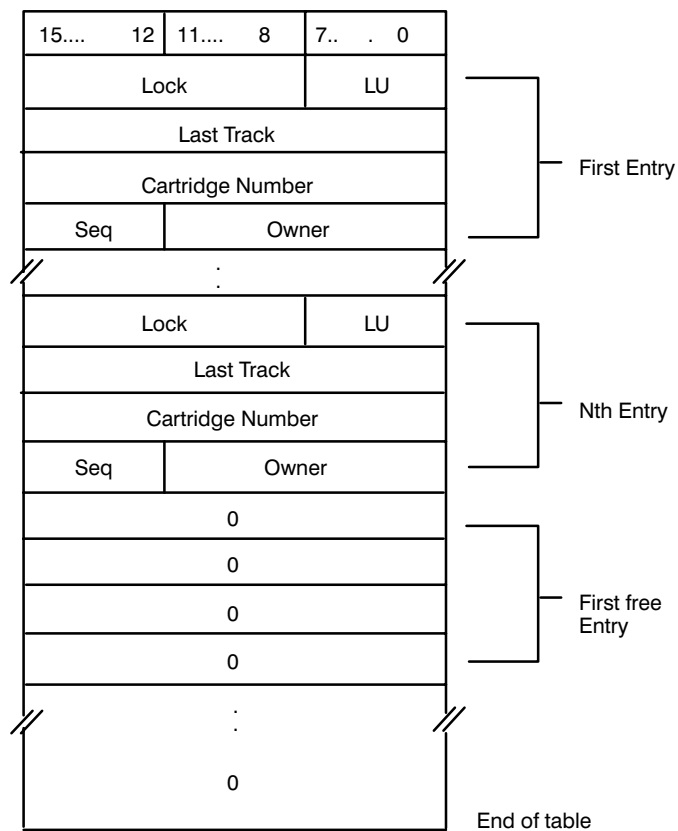 15.... 12 11.... 8 7.. . 0
Lock LU
Last Track
First Entry
Cartridge Number
Seq Owner
:
Lock LU
Last Track
Nth Entry
Cartridge Number
Seq Owner
0
0
First free
Entry
0
0
:
0
End of table